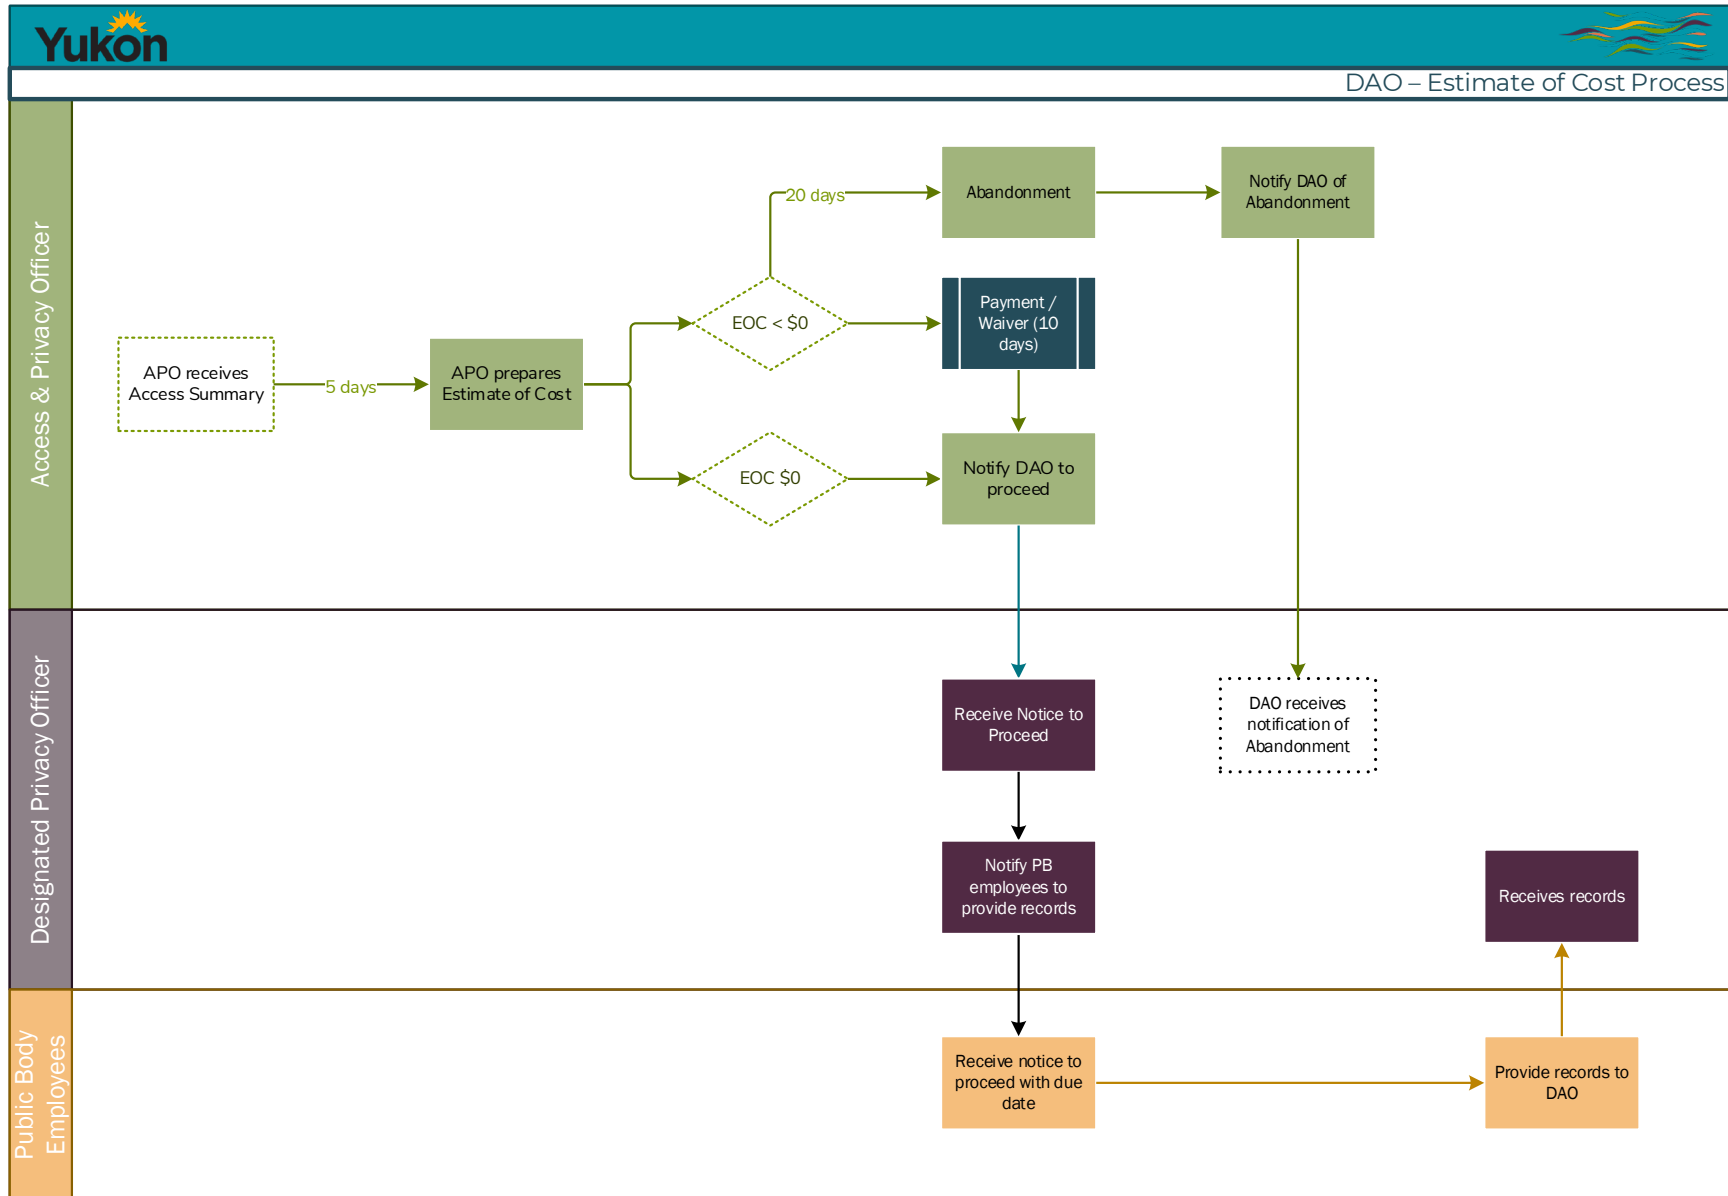 Yukon
DAO – Estimate of Cost Process
Access & Privacy Officer
APO receives
Access Summary
5 days
APO prepares
Estimate of Cost
20 days
EOC < $0
EOC $0
Abandonment
Notify DAO of
Abandonment
Payment /
Waiver (10
days)
Notify DAO to
proceed
Designated Privacy Officer
Receive Notice to
Proceed
DAO receives
notification of
Abandonment
Notify PB
employees to
provide records
Receives records
Public Body
Employees
Receive notice to
proceed with due
date
Provide records to
DAO